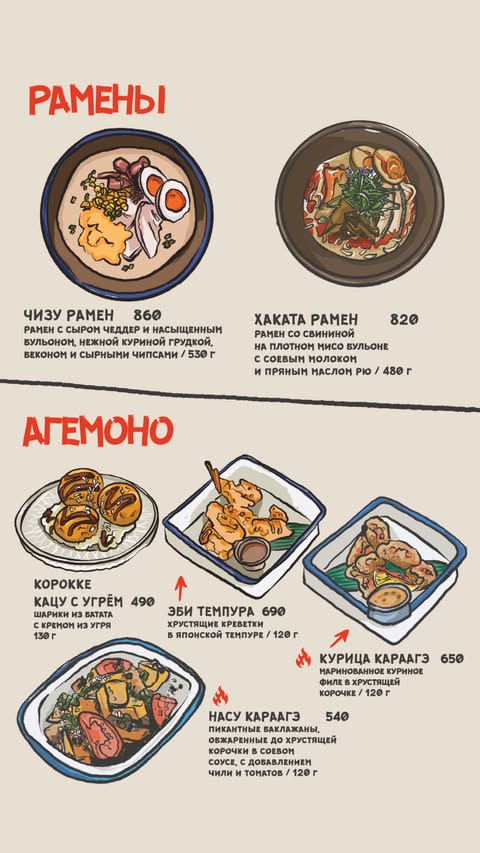 РАМЕНЫ
ЧИЗУ РАМЕН 860
РАМЕН С СЫРОМ ЧЕДДЕР И НАСЫЩЕННЫМ
БУЛЬОНОМ, НЕЖНОЙ КУРИНОЙ ГРУДКОЙ,
БЕКОНОМ И СЫРНЫМИ ЧИПСАМИ / 530 Г
ХАКАТА РАМЕН 820
РАМЕН СО СВИНИНОЙ
НА ПЛОТНОМ МИСО БУЛЬОНЕ
С СОЕВЫМ МОЛОКОМ
И ПРЯНЫМ МАСЛОМ РЮ / 480 Г
АГЕМОНО
КОРОККЕ
КАЦУ С УГРЁМ 490
ШАРИКИ ИЗ БАТАТА
С КРЕМОМ ИЗ УГРЯ
130 Г
ЭБИ ТЕМПУРА 690
ХРУСТЯЩИЕ КРЕВЕТКИ
В ЯПОНСКОЙ ТЕМПУРЕ / 120 Г
КУРИЦА КАРААГЭ 650
МАРИНОВАННОЕ КУРИНОЕ
ФИЛЕ В ХРУСТЯЩЕЙ
КОРОЧКЕ / 120 Г
НАСУ КАРААГЭ 540
ПИКАНТНЫЕ БАКЛАЖАНЫ,
ОБЖАРЕННЫЕ ДО ХРУСТЯЩЕЙ
КОРОЧКИ В СОЕВОМ
СОУСЕ, С ДОБАВЛЕНИЕМ
ЧИЛИ И ТОМАТОВ / 120 Г